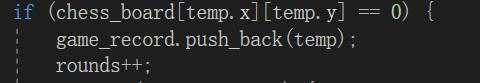 if (chess_board[temp.x][temp.y] == 0) {
game_record.push_back(temp);
rounds++;